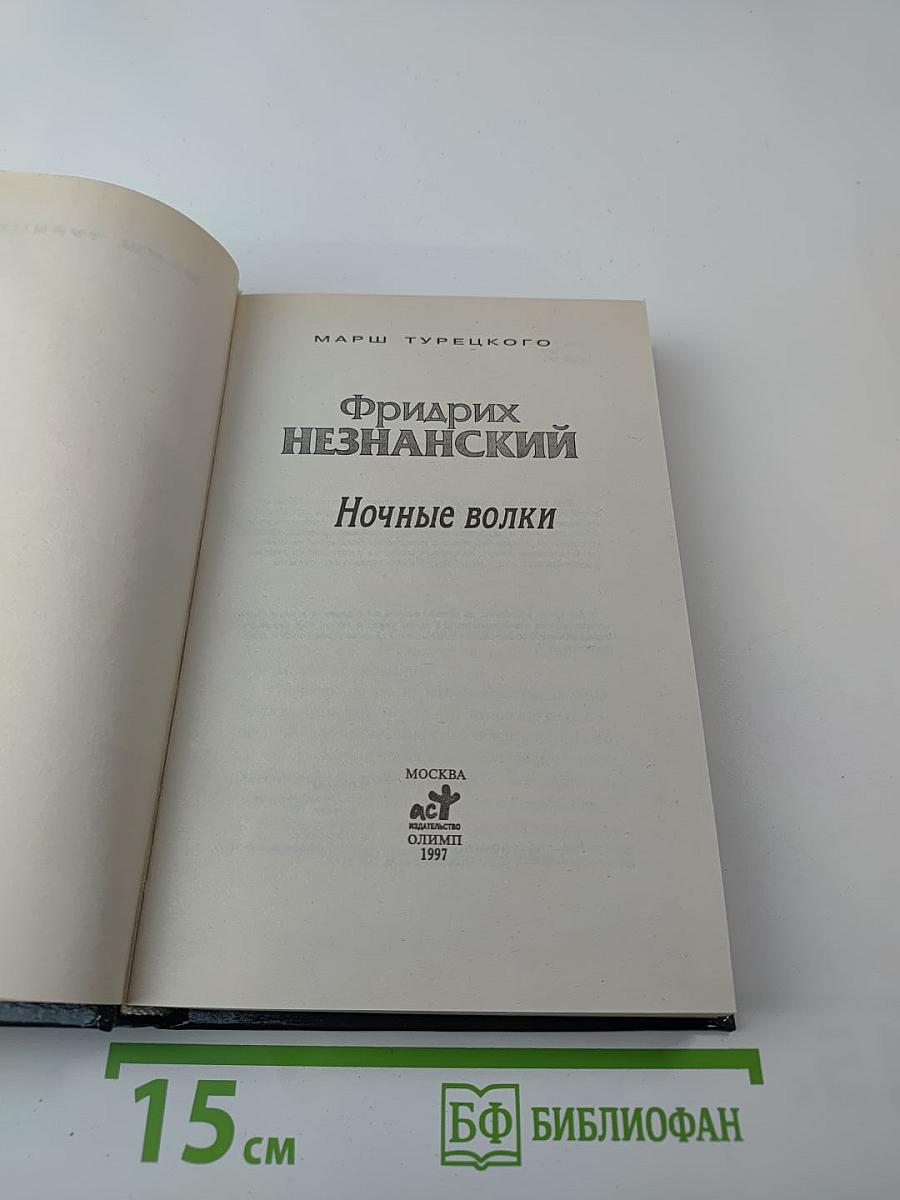 МАРШ ТУРЕЦКОГО
Фридрих
НЕЗНАНСКИЙ
Ночные волки
МОСКВА
аст
ИЗДАТЕЛЬСТВО
ОЛИМП
1997
15 см
БФ БИБЛИОФАН